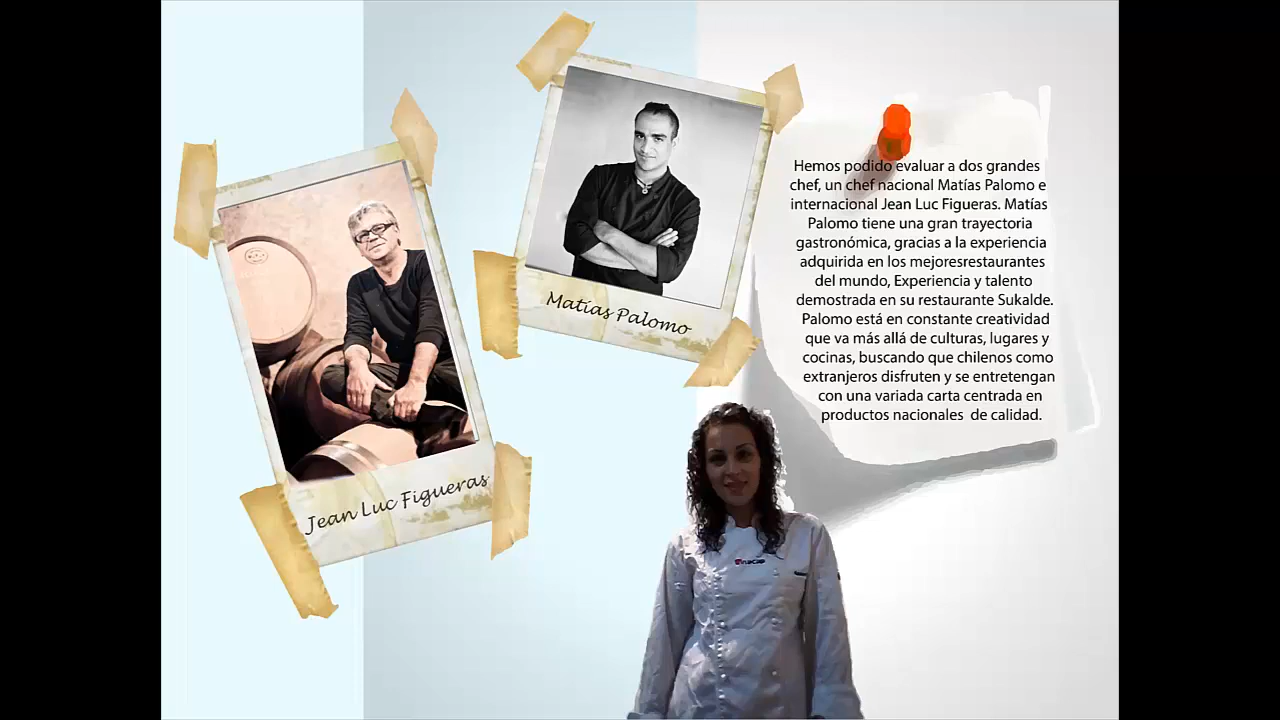 Hemos podido evaluar a dos grandes
chef, un chef nacional Matías Palomo e
internacional Jean Luc Figueras. Matías
Palomo tiene una gran trayectoria
gastronómica, gracias a la experiencia
adquirida en los mejoresrestaurantes
del mundo, Experiencia y talento
demostrada en su restaurante Sukalde.
Palomo está en constante creatividad
que va más allá de culturas, lugares y
cocinas, buscando que chilenos como
extranjeros disfruten y se entretengan
con una variada carta centrada en
productos nacionales de calidad.
Matías Palomo
Jean Luc Figueras
inacap